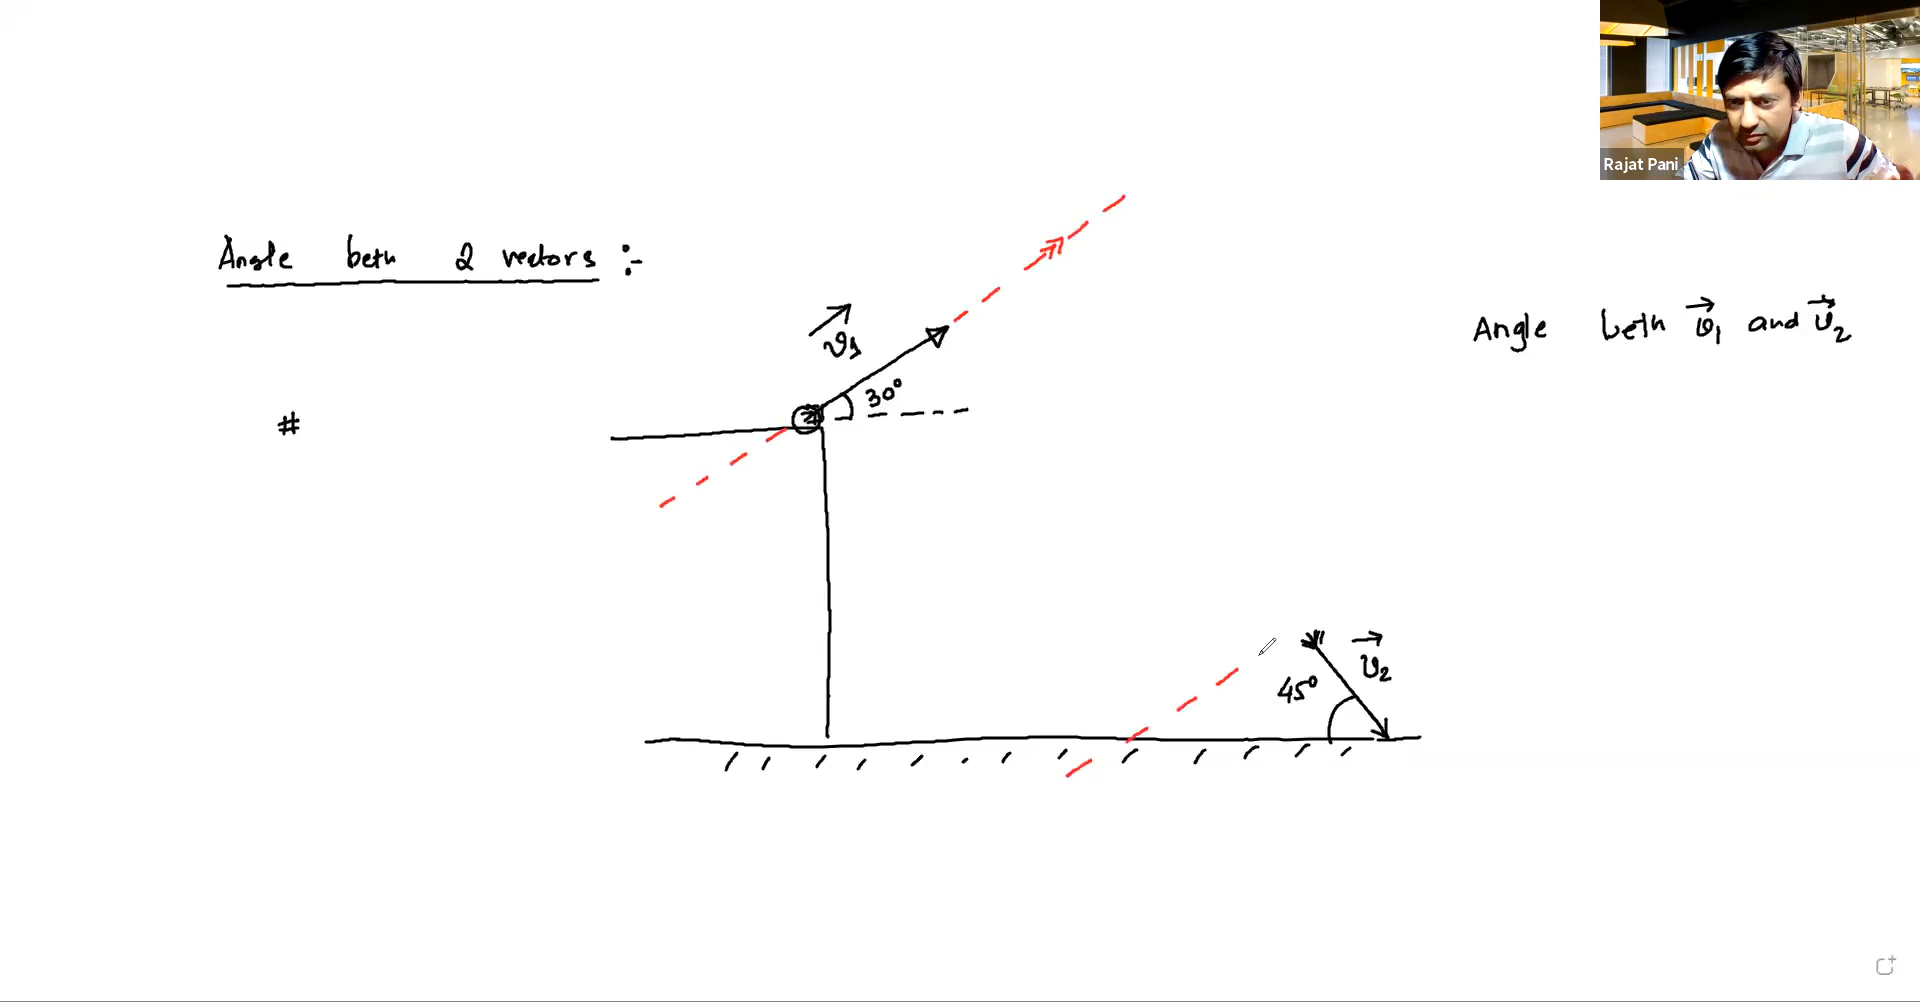 Rajat Pani
Angle betn 2 vectors :-
Angle betn v₁ and v₂
v₁
30°
#
v₂
45°